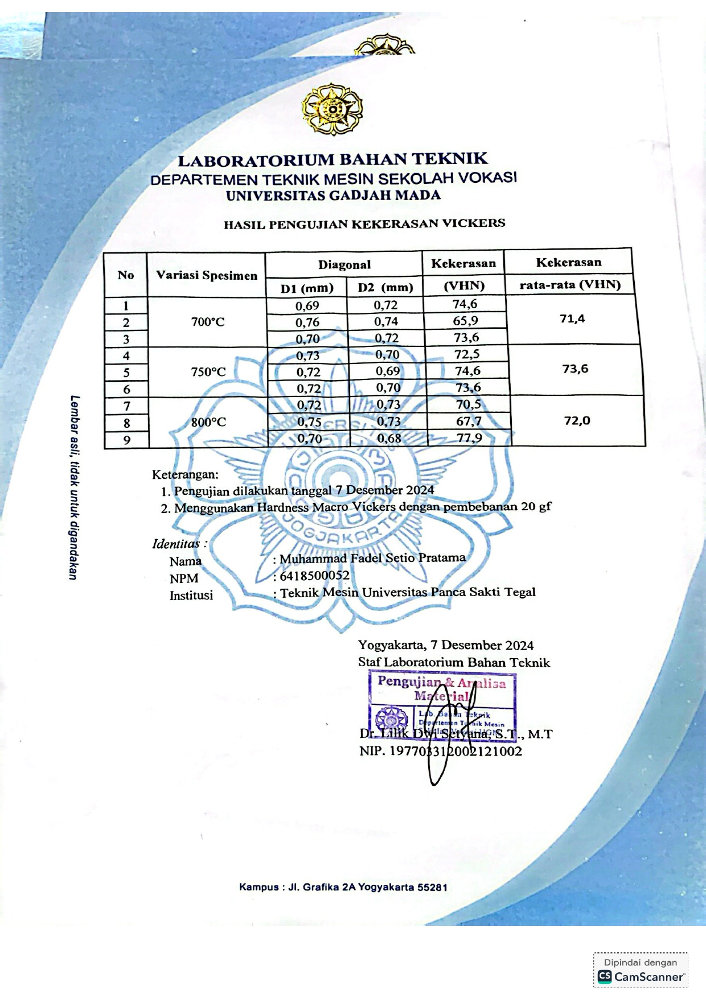 LABORATORIUM BAHAN TEKNIK
DEPARTEMEN TEKNIK MESIN SEKOLAH VOKASI
UNIVERSITAS GADJAH MADA
HASIL PENGUJIAN KEKERASAN VICKERS
No Variasi Spesimen Diagonal Kekerasan Kekerasan
D1 (mm) D2 (mm) (VHN) rata-rata (VHN)
1 0,69 0,72 74,6
2 700°C 0,76 0,74 65,9 71,4
3 0,70 0,72 73,6
4 0,73 0,70 72,5
5 750°C 0,72 0,69 74,6 73,6
6 0,72 0,70 73,6
7 0,72 0,73 70,5
8 800°C 0,75 0,73 67,7 72,0
9 0,70 0,68 77,9
Lembar asli, tidak untuk digandakan
Keterangan:
1. Pengujian dilakukan tanggal 7 Desember 2024
2. Menggunakan Hardness Macro Vickers dengan pembebanan 20 gf
JOGJAKARTA
Identitas :
Nama : Muhammad Fadel Setio Pratama
NPM : 6418500052
Institusi : Teknik Mesin Universitas Panca Sakti Tegal
Yogyakarta, 7 Desember 2024
Staf Laboratorium Bahan Teknik
Pengujian & Analisa
Material
Lab. Bahan Teknik
Departemen Teknik Mesin
Sekolah Vokasi UGM
Dr. Lilik Dwi Setyana, S.T., M.T
NIP. 197703312002121002
Kampus : Jl. Grafika 2A Yogyakarta 55281
Dipindai dengan
CS CamScanner